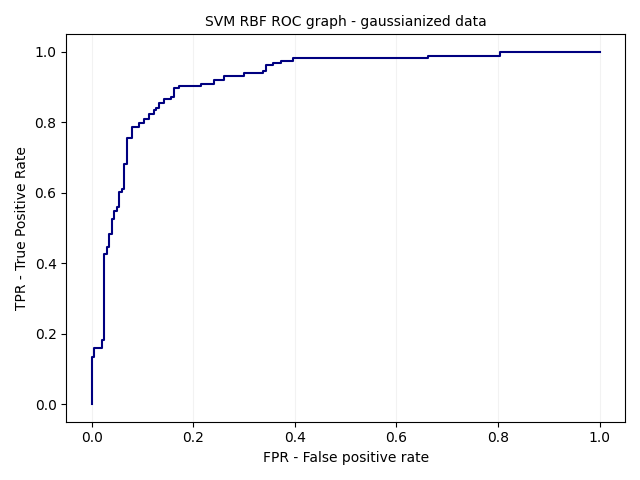 SVM RBF ROC graph - gaussianized data
1.0
0.8
0.6
0.4
0.2
0.0
TPR - True Positive Rate
0.0 0.2 0.4 0.6 0.8 1.0
FPR - False positive rate